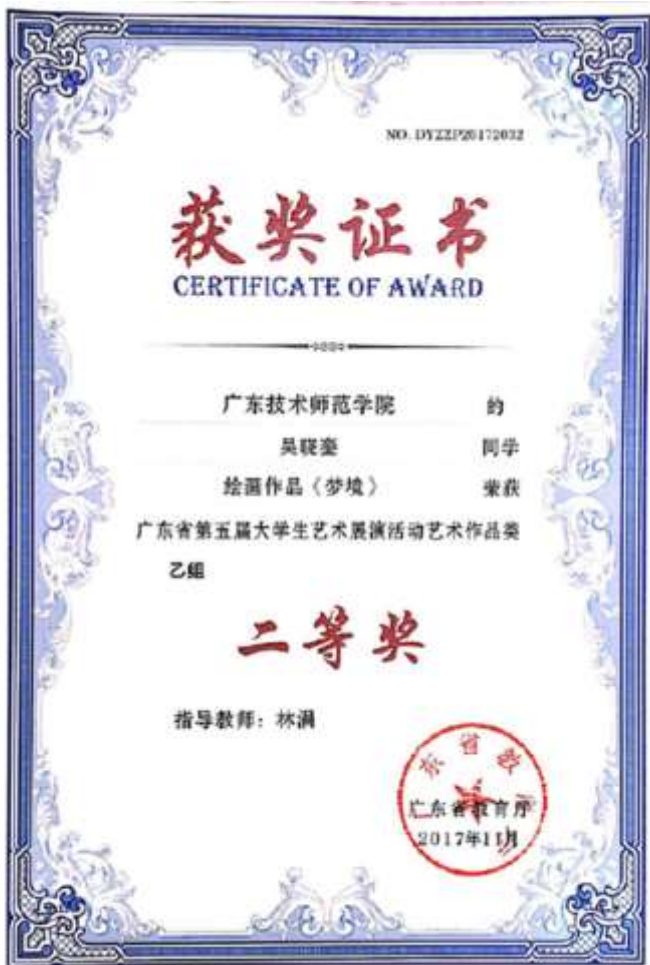 NO. DYZZP20172032
获奖证书
CERTIFICATE OF AWARD
广东技术师范学院 的
吴晓銮 同学
绘画作品《梦境》 荣获
广东省第五届大学生艺术展演活动艺术作品类
乙组
二等奖
指导教师：林涓
广东省教育厅
2017年11月